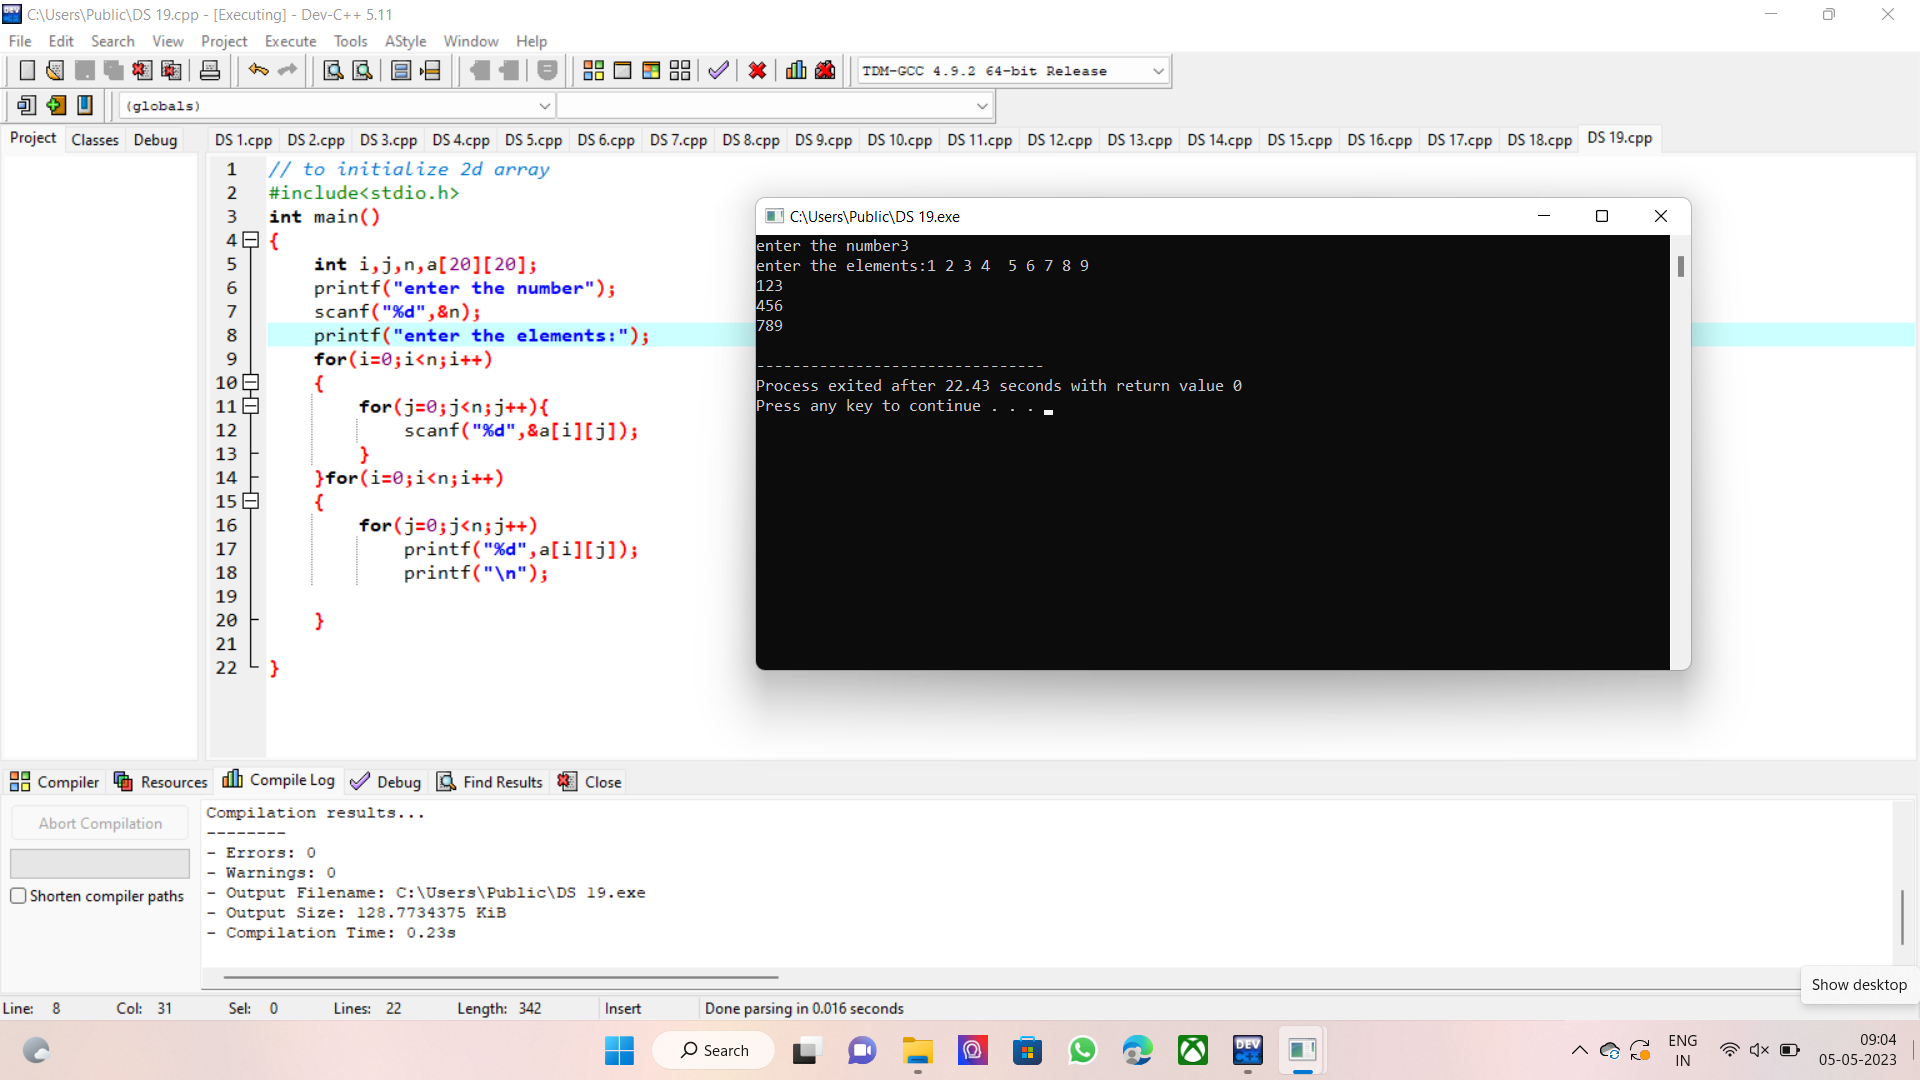 C:\Users\Public\DS 19.cpp - [Executing] - Dev-C++ 5.11
File Edit Search View Project Execute Tools AStyle Window Help
TDM-GCC 4.9.2 64-bit Release
(globals)
Project Classes Debug
DS 1.cpp DS 2.cpp DS 3.cpp DS 4.cpp DS 5.cpp DS 6.cpp DS 7.cpp DS 8.cpp DS 9.cpp DS 10.cpp DS 11.cpp DS 12.cpp DS 13.cpp DS 14.cpp DS 15.cpp DS 16.cpp DS 17.cpp DS 18.cpp DS 19.cpp
1 // to initialize 2d array
2 #include<stdio.h>
3 int main()
4 {
5 int i,j,n,a[20][20];
6 printf("enter the number");
7 scanf("%d",&n);
8 printf("enter the elements:");
9 for(i=0;i<n;i++)
10 {
11 for(j=0;j<n;j++){
12 scanf("%d",&a[i][j]);
13 }
14 }for(i=0;i<n;i++)
15 {
16 for(j=0;j<n;j++)
17 printf("%d",a[i][j]);
18 printf("\n");
19
20 }
21
22 }
C:\Users\Public\DS 19.exe
enter the number3
enter the elements:1 2 3 4  5 6 7 8 9
123
456
789
--------------------------------
Process exited after 22.43 seconds with return value 0
Press any key to continue . . .
Compiler Resources Compile Log Debug Find Results Close
Abort Compilation
Shorten compiler paths
Compilation results...
--------
- Errors: 0
- Warnings: 0
- Output Filename: C:\Users\Public\DS 19.exe
- Output Size: 128.7734375 KiB
- Compilation Time: 0.23s
Show desktop
Line: 8 Col: 31 Sel: 0 Lines: 22 Length: 342 Insert Done parsing in 0.016 seconds
Search
DEV C++
ENG
IN
09:04
05-05-2023